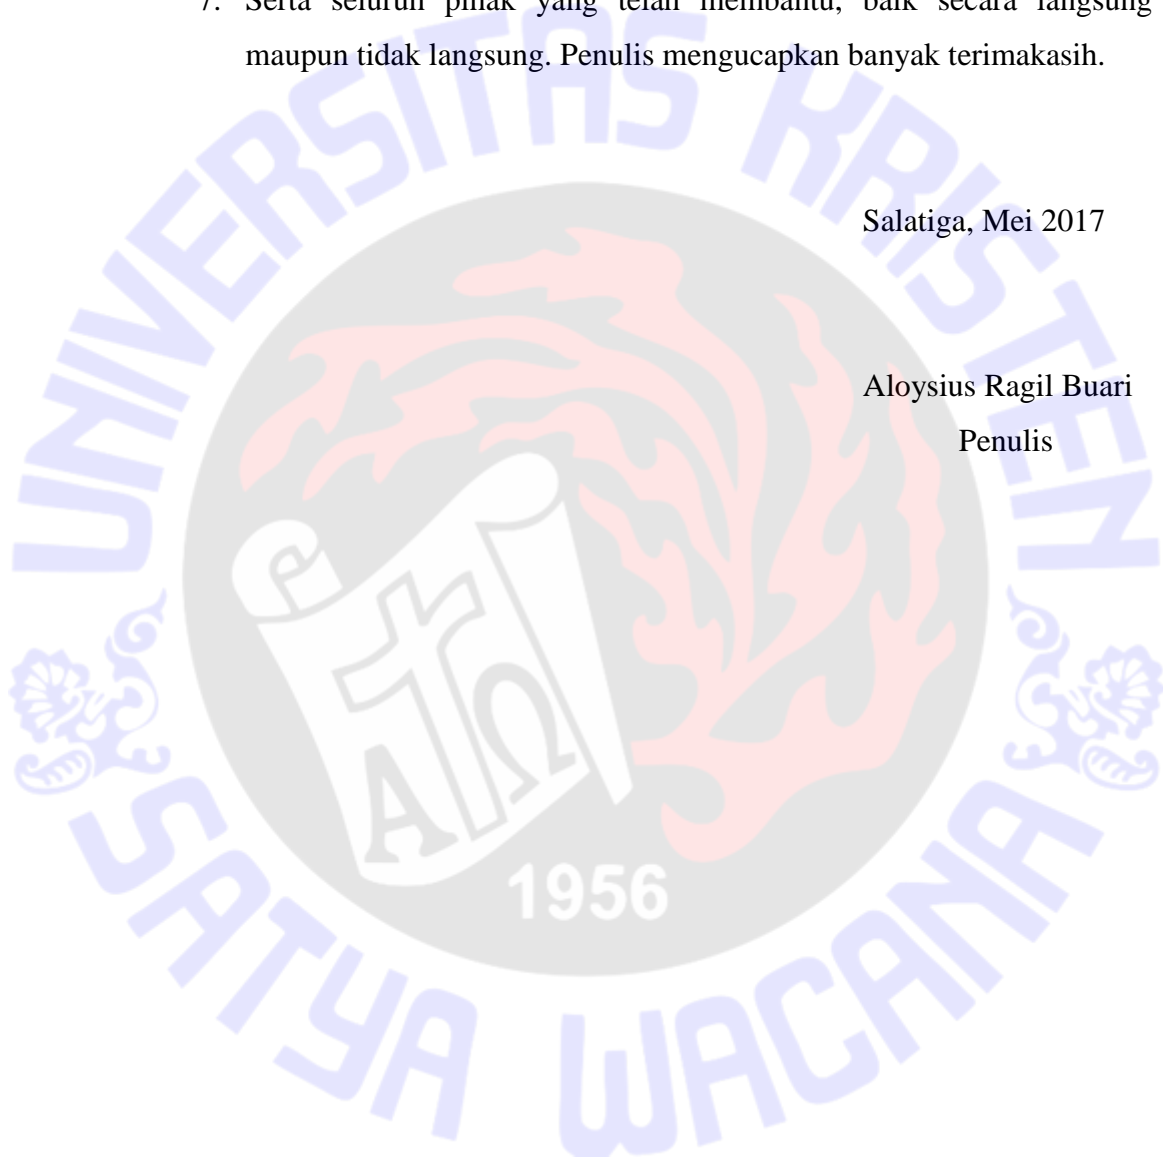 7. Serta seluruh pihak yang telah membantu, baik secara langsung
maupun tidak langsung. Penulis mengucapkan banyak terimakasih.
Salatiga, Mei 2017
Aloysius Ragil Buari
Penulis
UNIVERSITAS KRISTEN
SATYA WACANA
1956
ΑΩ